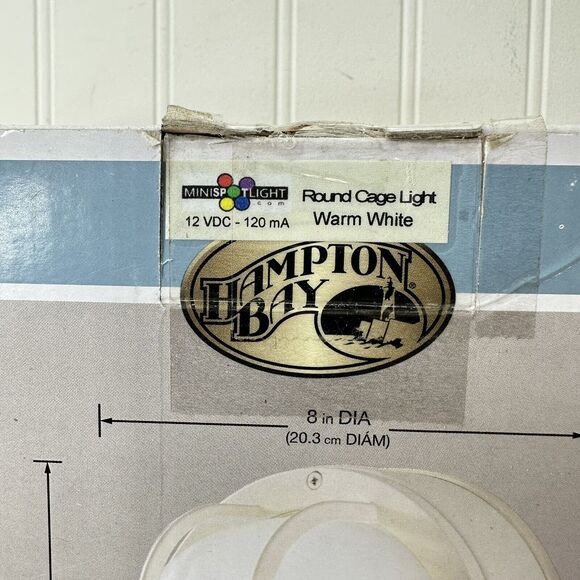 MINISPOTLIGHT
.com
Round Cage Light
12 VDC - 120 mA
Warm White
HAMPTON
BAY®
8 in DIA
(20.3 cm DIÁM)